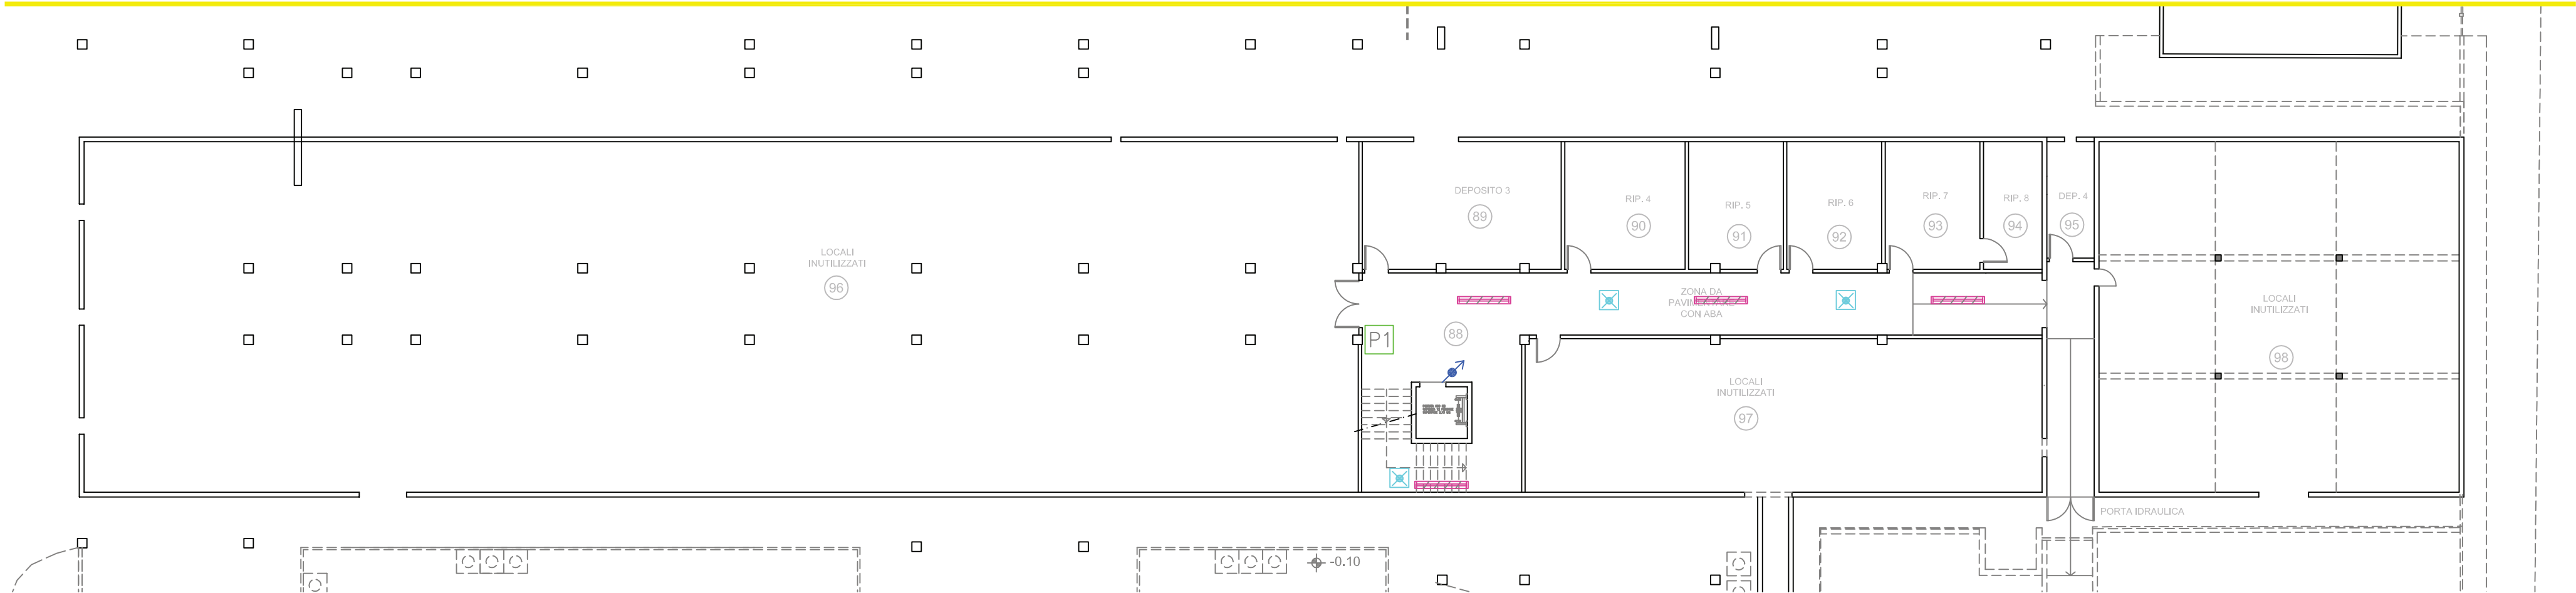 DEPOSITO 3
89
RIP. 4
90
RIP. 5
91
RIP. 6
92
RIP. 7
93
RIP. 8
94
DEP. 4
95
LOCALI
INUTILIZZATI
96
ZONA DA
CON ABA
P1
88
LOCALI
INUTILIZZATI
97
LOCALI
INUTILIZZATI
98
PORTA IDRAULICA
-0.10